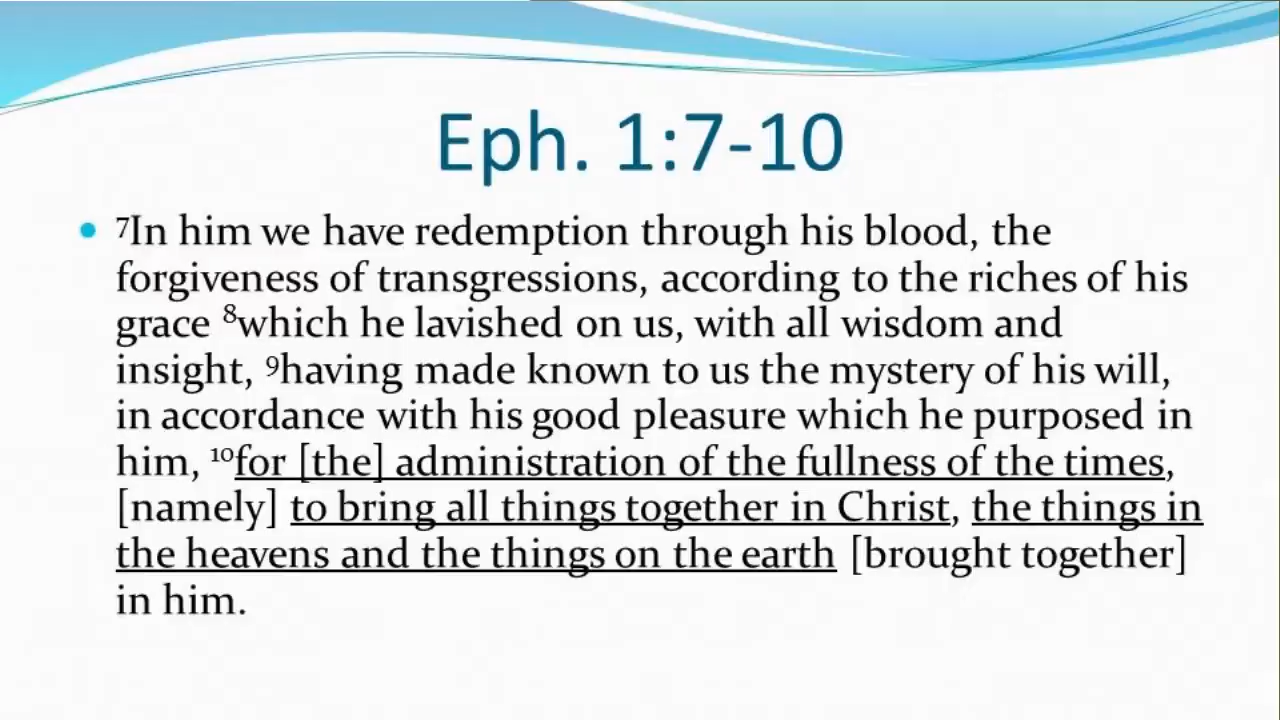 Eph. 1:7-10
• ⁷In him we have redemption through his blood, the
forgiveness of transgressions, according to the riches of his
grace ⁸which he lavished on us, with all wisdom and
insight, ⁹having made known to us the mystery of his will,
in accordance with his good pleasure which he purposed in
him, ¹⁰for [the] administration of the fullness of the times,
[namely] to bring all things together in Christ, the things in
the heavens and the things on the earth [brought together]
in him.